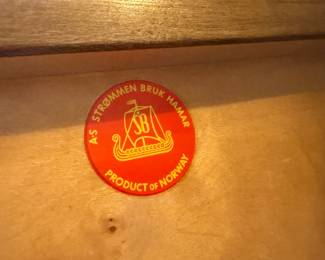 A·S STRØMMEN BRUK HAMAR
SB
PRODUCT OF NORWAY